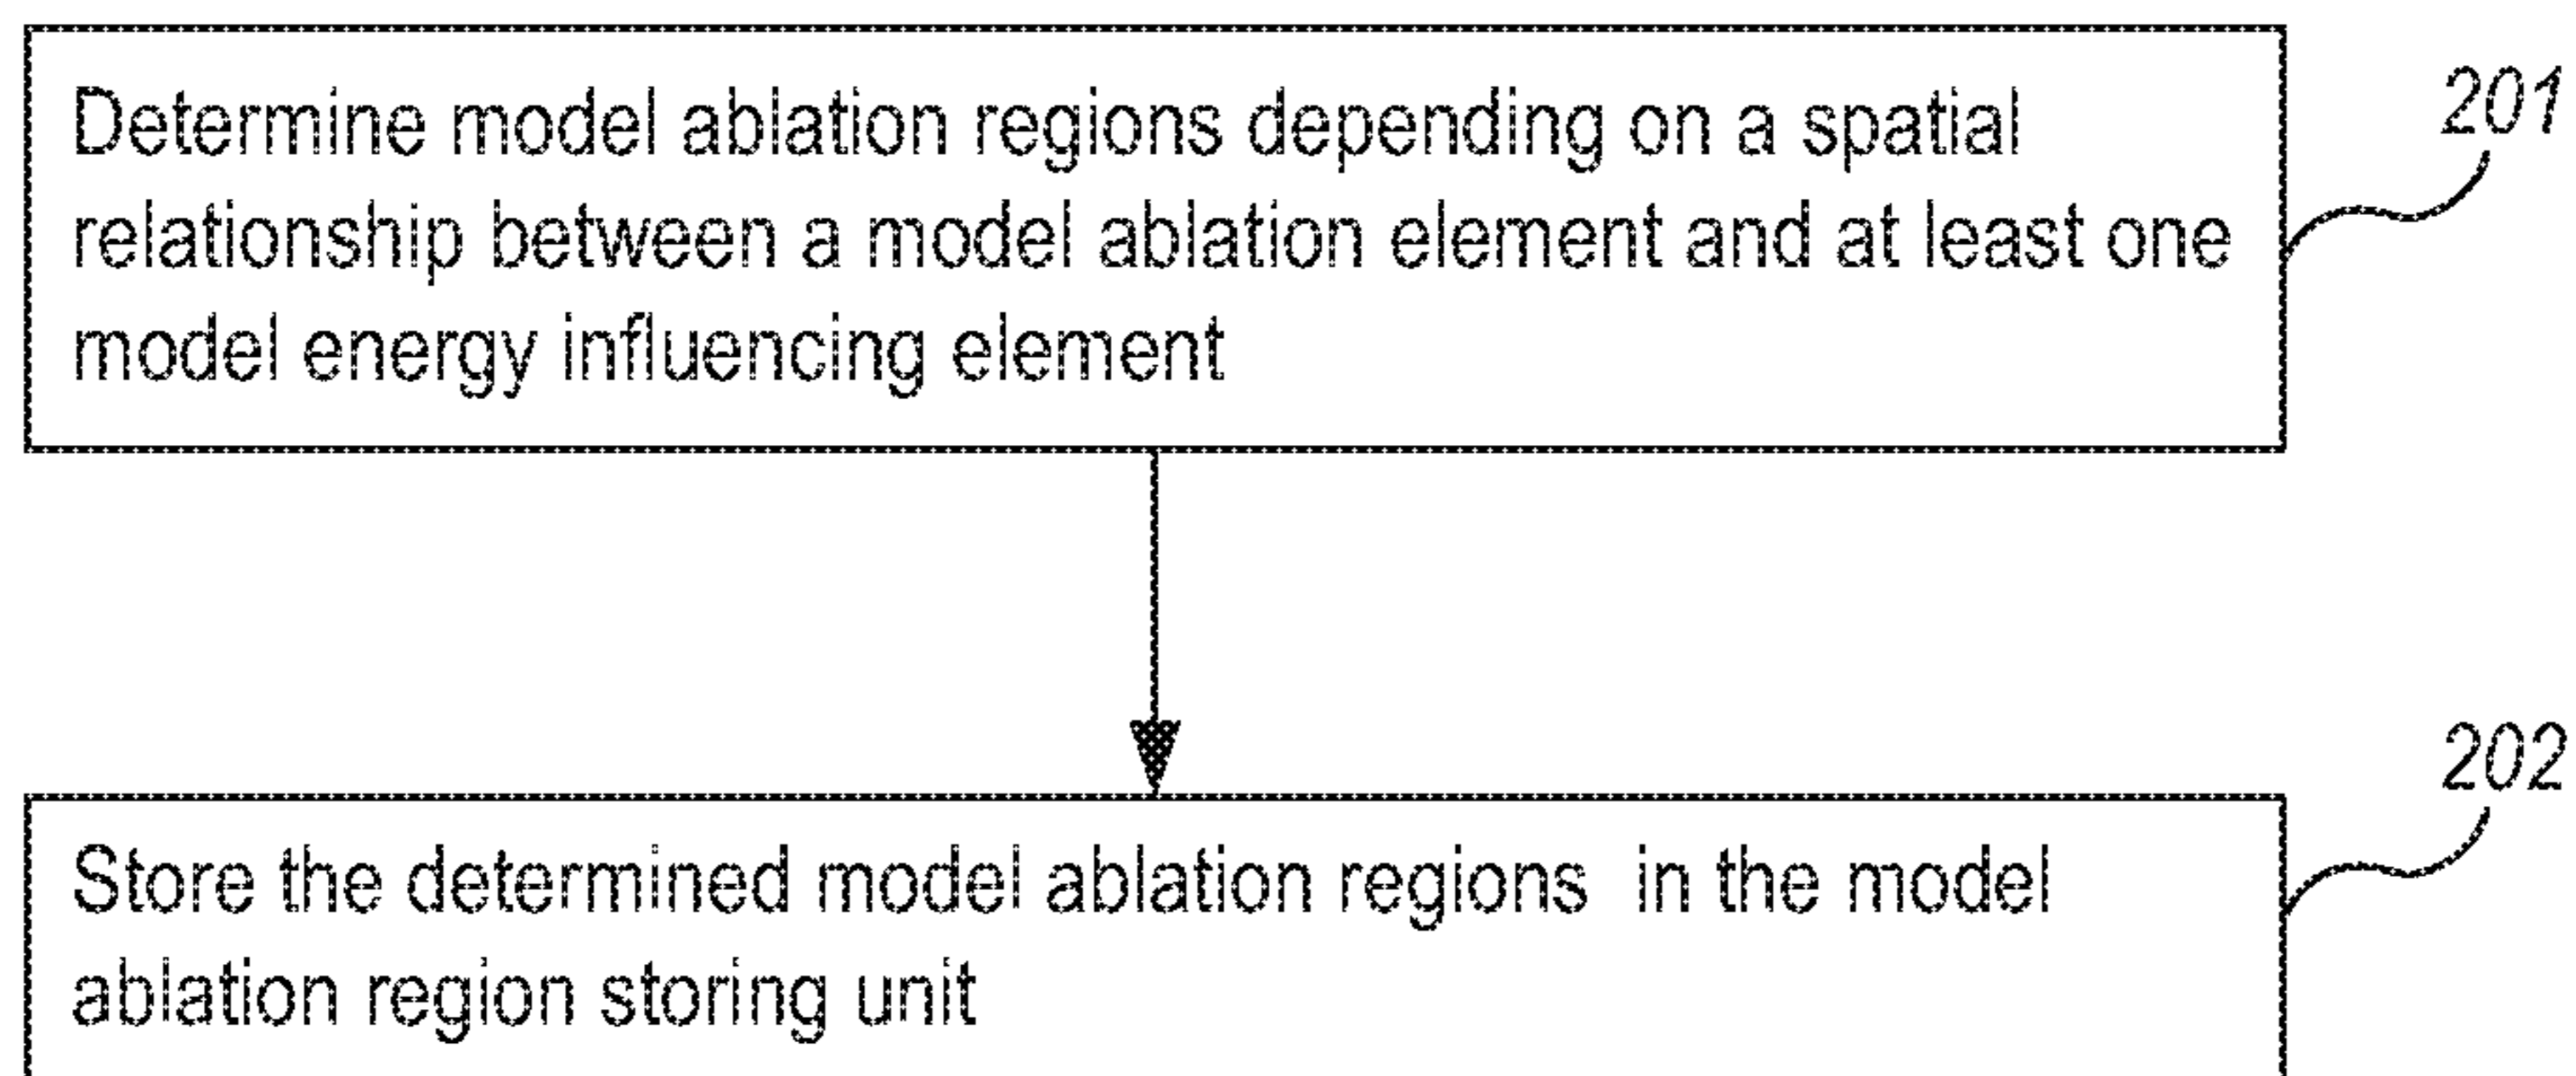 Determine model ablation regions depending on a spatial
relationship between a model ablation element and at least one
model energy influencing element
201
Store the determined model ablation regions in the model
ablation region storing unit
202